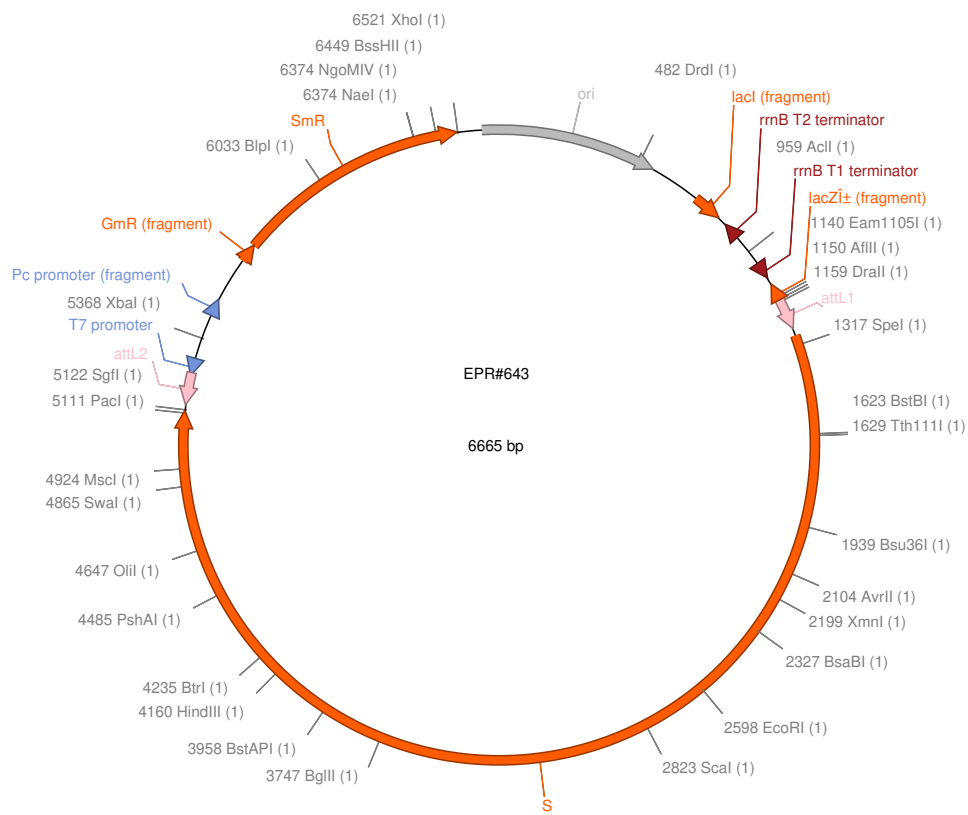 6521 XhoI (1)
6449 BssHII (1)
6374 NgoMIV (1)
6374 NaeI (1)
SmR
6033 BlpI (1)
GmR (fragment)
Pc promoter (fragment)
5368 XbaI (1)
T7 promoter
attL2
5122 SgfI (1)
5111 PacI (1)
4924 MscI (1)
4865 SwaI (1)
4647 OliI (1)
4485 PshAI (1)
4235 BtrI (1)
4160 HindIII (1)
3958 BstAPI (1)
3747 BglII (1)
S
EPR#643
6665 bp
ori
482 DrdI (1)
lacI (fragment)
rrnB T2 terminator
959 AclI (1)
rrnB T1 terminator
lacZÎ± (fragment)
1140 Eam1105I (1)
1150 AflII (1)
1159 DraII (1)
attL1
1317 SpeI (1)
1623 BstBI (1)
1629 Tth111I (1)
1939 Bsu36I (1)
2104 AvrII (1)
2199 XmnI (1)
2327 BsaBI (1)
2598 EcoRI (1)
2823 ScaI (1)